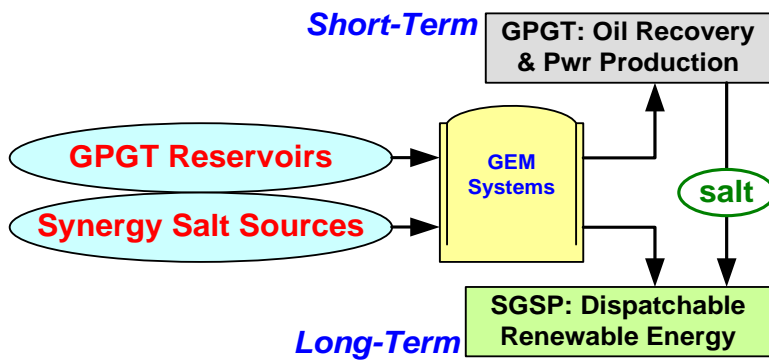 Short-Term
GPGT: Oil Recovery
& Pwr Production
GPGT Reservoirs
GEM
Systems
salt
Synergy Salt Sources
SGSP: Dispatchable
Renewable Energy
Long-Term